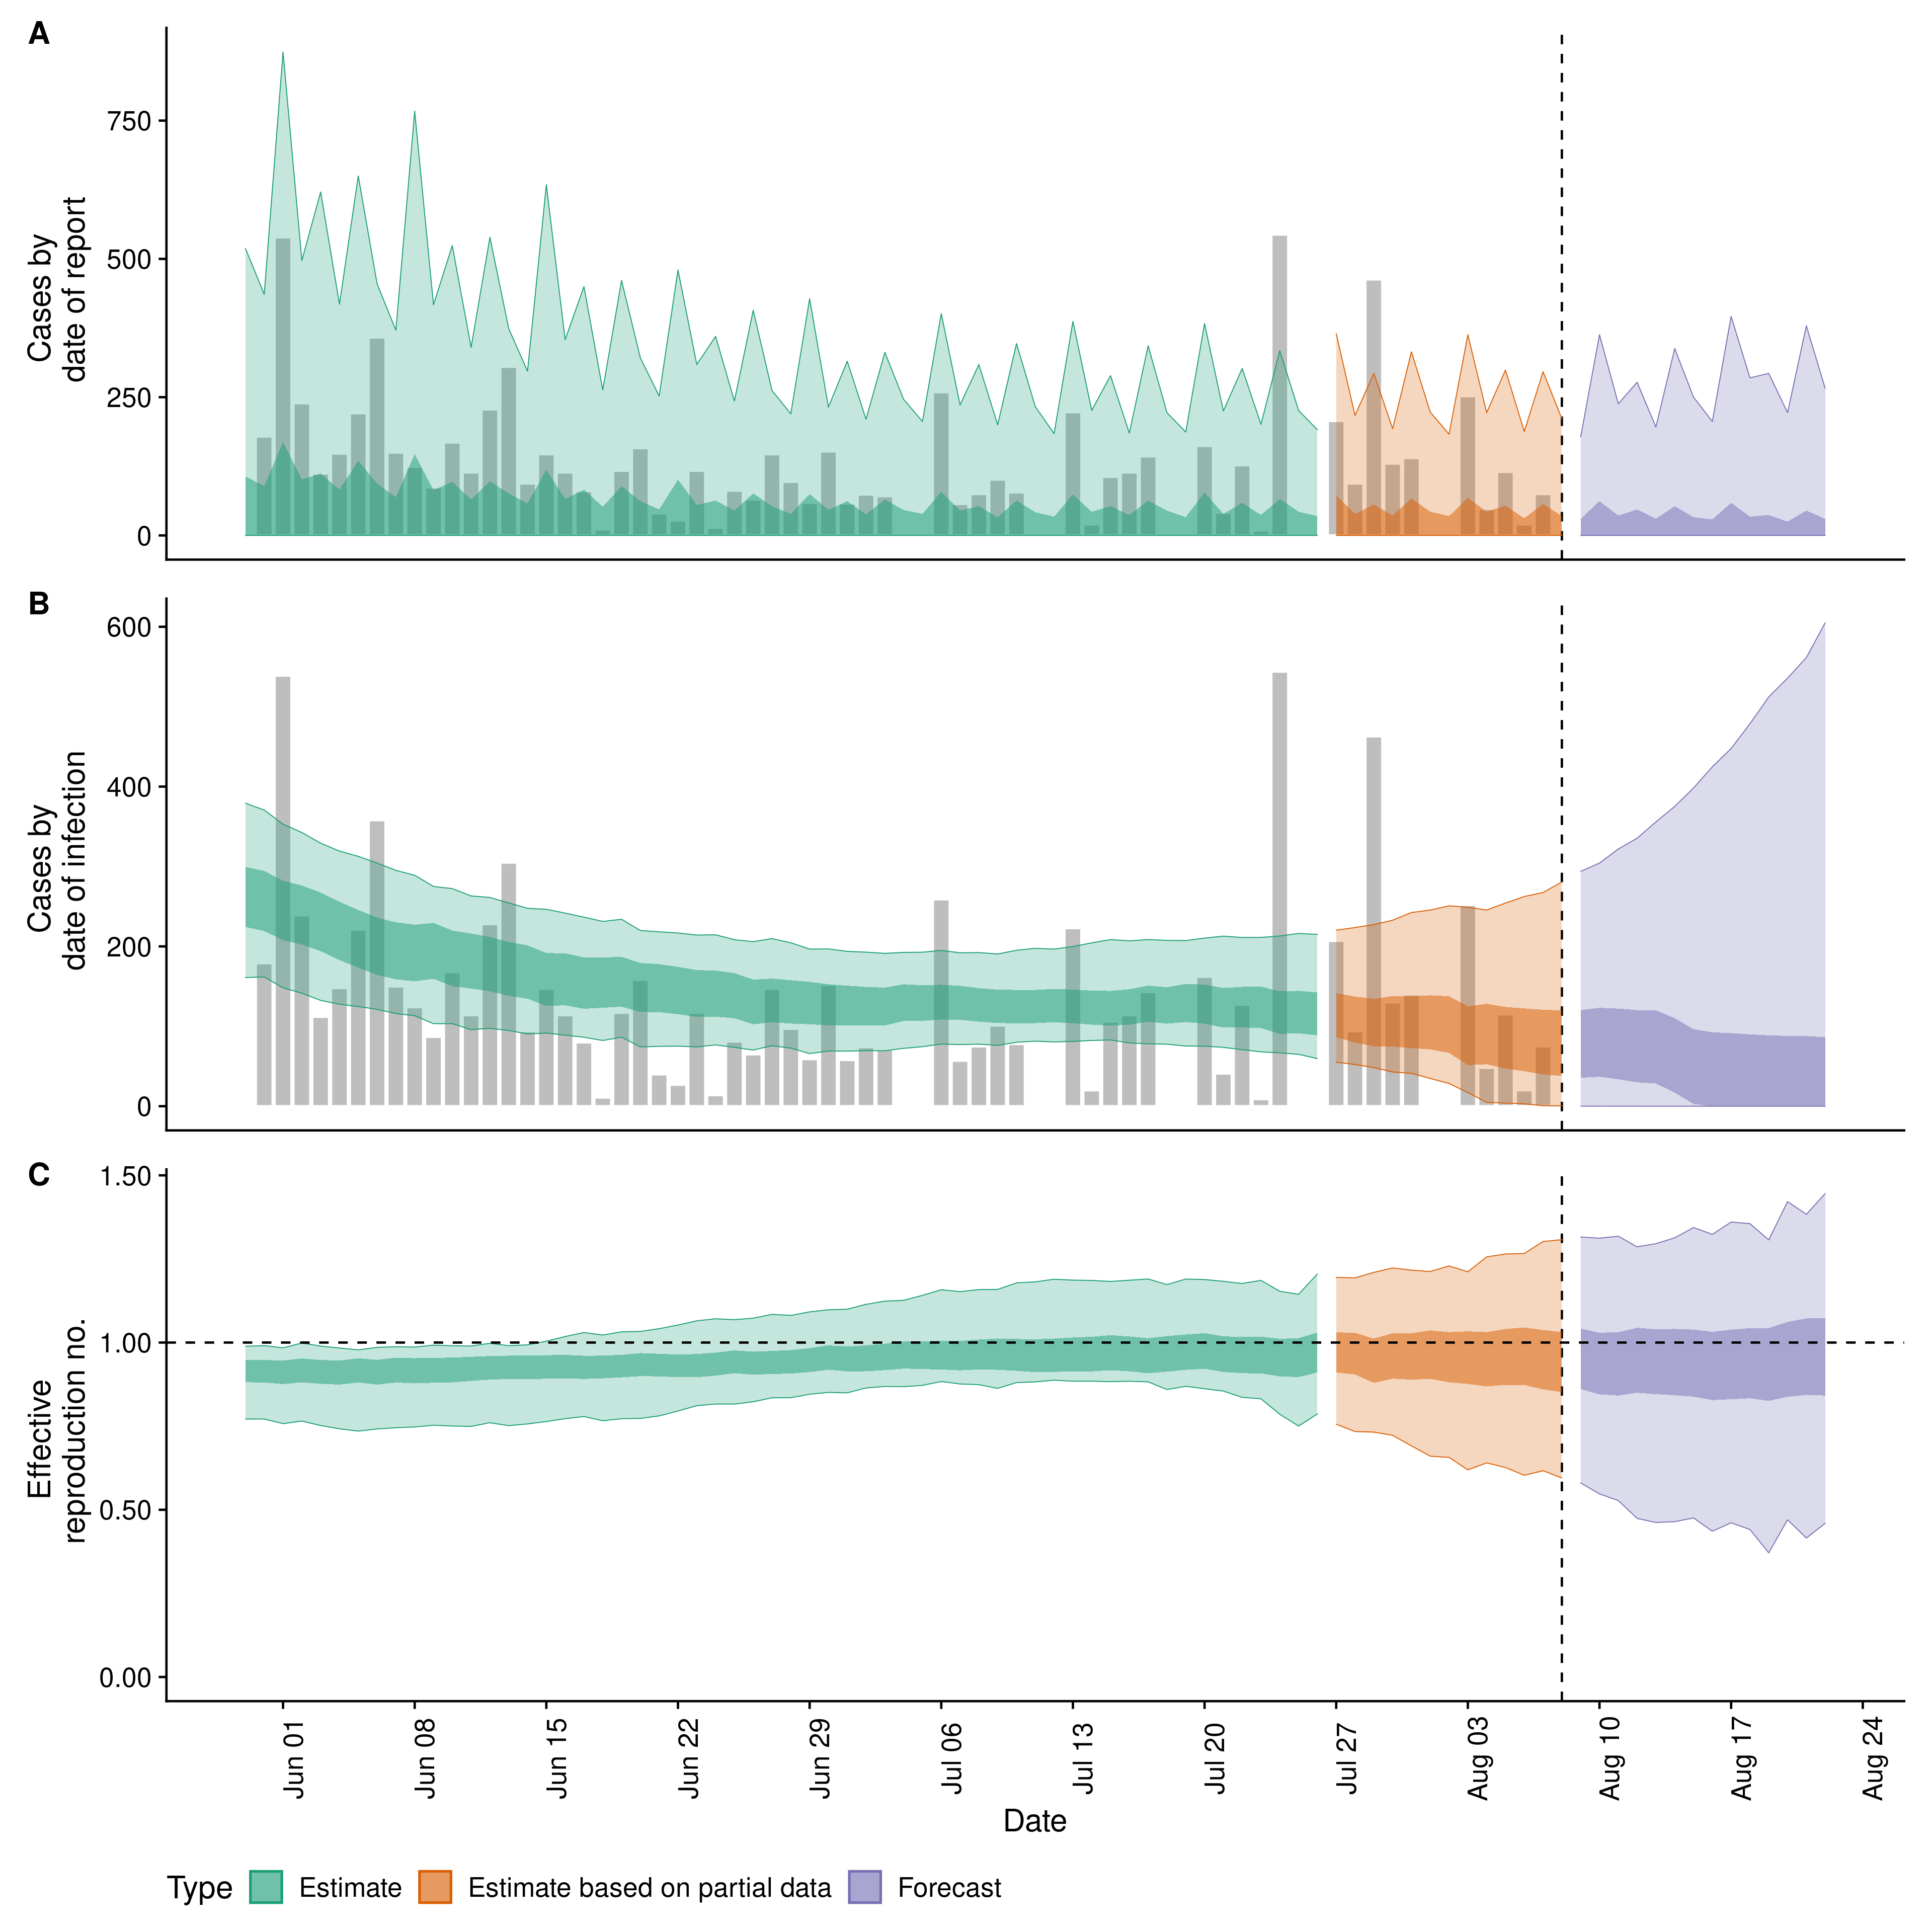 A
Cases by
date of report
750
500
250
0
B
Cases by
date of infection
600
400
200
0
C
Effective
reproduction no.
1.50
1.00
0.50
0.00
Jun 01
Jun 08
Jun 15
Jun 22
Jun 29
Jul 06
Jul 13
Jul 20
Jul 27
Aug 03
Aug 10
Aug 17
Aug 24
Date
Type Estimate Estimate based on partial data Forecast